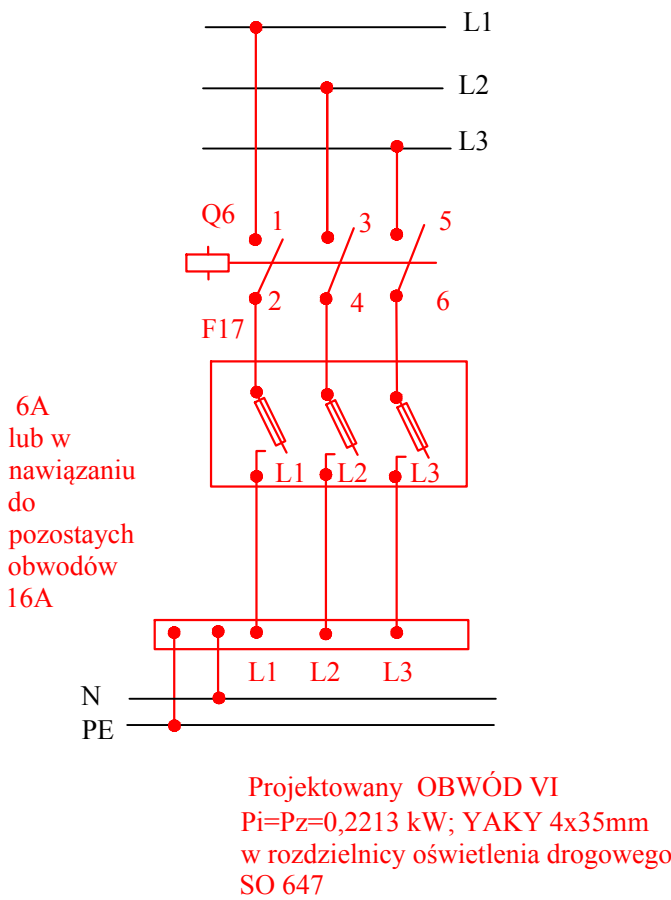 L1
L2
L3
Q6 1 3 5
2 4 6
F17
6A
lub w
nawiązaniu
do
pozostaych
obwodów
16A
L1 L2 L3
L1 L2 L3
N
PE
Projektowany OBWÓD VI
Pi=Pz=0,2213 kW; YAKY 4x35mm
w rozdzielnicy oświetlenia drogowego
SO 647